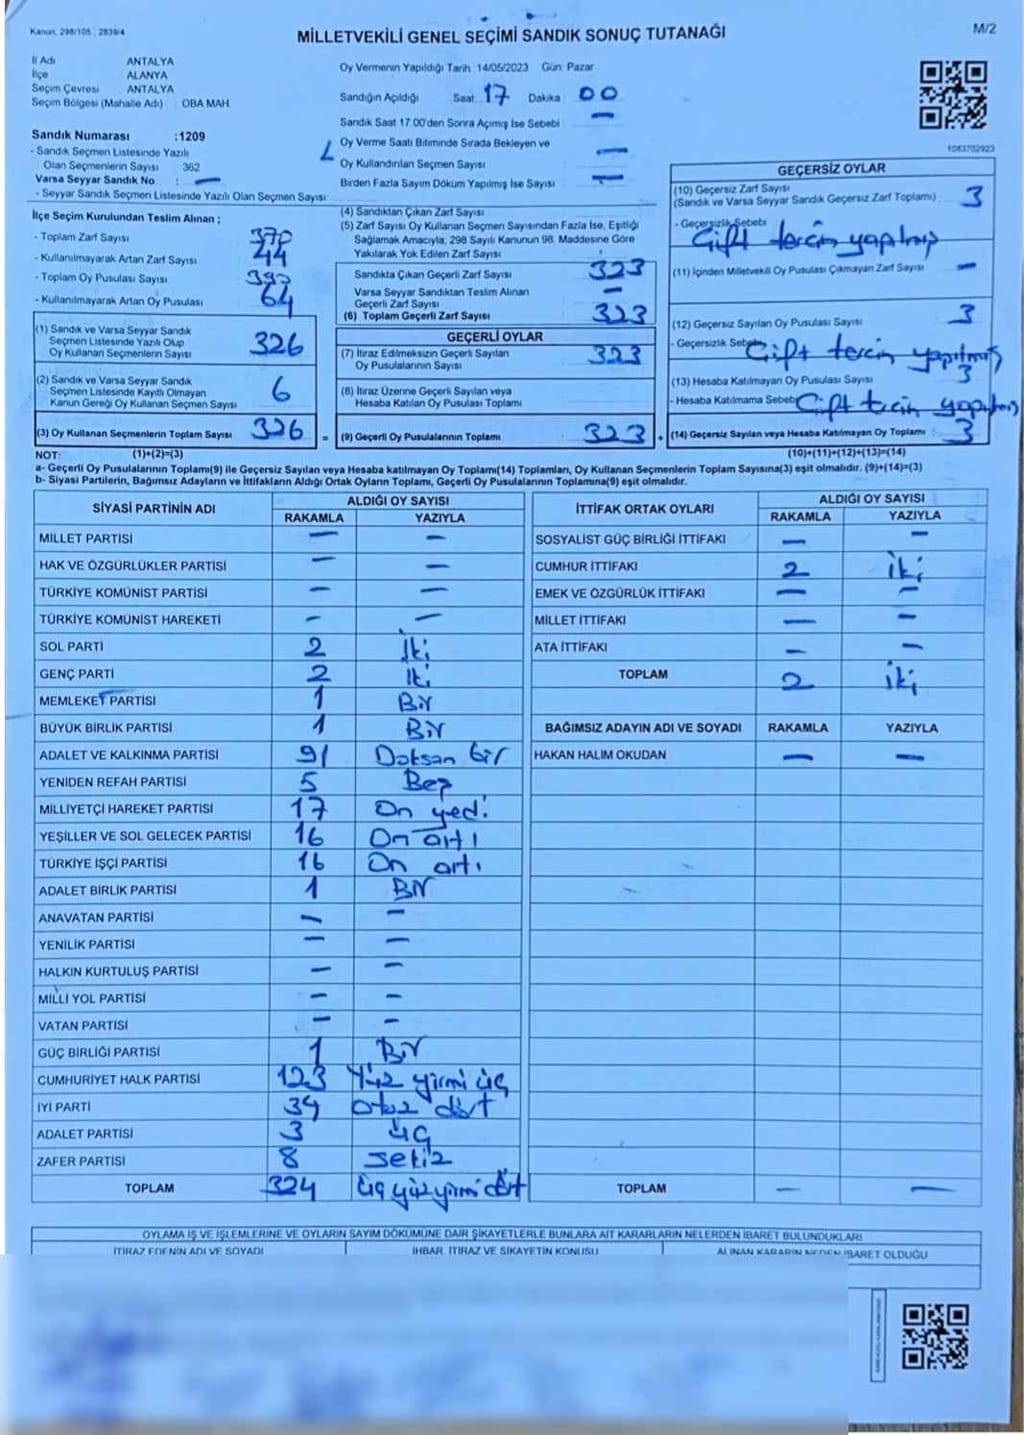 Kanun, 298/105, 2839/4
MİLLETVEKİLİ GENEL SEÇİMİ SANDIK SONUÇ TUTANAĞI
M/2
İl Adı ANTALYA
İlçe ALANYA
Seçim Çevresi ANTALYA
Seçim Bölgesi (Mahalle Adı) OBA MAH.
Sandık Numarası :1209
- Sandık Seçmen Listesinde Yazılı
Olan Seçmenlerin Sayısı : 362
Varsa Seyyar Sandık No : —
- Seyyar Sandık Seçmen Listesinde Yazılı Olan Seçmen Sayısı:
Oy Vermenin Yapıldığı Tarih :14/05/2023 Gün: Pazar
Sandığın Açıldığı Saat 17 Dakika 00
Sandık Saat 17.00'den Sonra Açımış İse Sebebi —
Oy Verme Saati Bitiminde Sırada Bekleyen ve
Oy Kullandırılan Seçmen Sayısı —
Birden Fazla Sayım Döküm Yapılmış İse Sayısı —
1083702923
İlçe Seçim Kurulundan Teslim Alınan ;
- Toplam Zarf Sayısı 370
- Kullanılmayarak Artan Zarf Sayısı 44
- Toplam Oy Pusulası Sayısı
- Kullanılmayarak Artan Oy Pusulası 64
(1) Sandık ve Varsa Seyyar Sandık
Seçmen Listesinde Yazılı Olup
Oy Kullanan Seçmenlerin Sayısı 326
(2) Sandık ve Varsa Seyyar Sandık
Seçmen Listesinde Kayıtlı Olmayan
Kanun Gereği Oy Kullanan Seçmen Sayısı 6
(3) Oy Kullanan Seçmenlerin Toplam Sayısı 326 =
(4) Sandıktan Çıkan Zarf Sayısı
(5) Zarf Sayısı Oy Kullanan Seçmen Sayısından Fazla İse, Eşitliği
Sağlamak Amacıyla; 298 Sayılı Kanunun 98. Maddesine Göre
Yakılarak Yok Edilen Zarf Sayısı
Sandıkta Çıkan Geçerli Zarf Sayısı 323
Varsa Seyyar Sandıktan Teslim Alınan
Geçerli Zarf Sayısı —
(6) Toplam Geçerli Zarf Sayısı 323
GEÇERLİ OYLAR
(7) İtiraz Edilmeksizin Geçerli Sayılan
Oy Pusulalarının Sayısı 323
(8) İtiraz Üzerine Geçerli Sayılan veya
Hesaba Katılan Oy Pusulası Toplamı
(9) Geçerli Oy Pusulalarının Toplamı 323 +
GEÇERSİZ OYLAR
(10) Geçersiz Zarf Sayısı
(Sandık ve Varsa Seyyar Sandık Geçersiz Zarf Toplamı) : 3
- Geçersizlik Sebebi
Çift tercih yapılmış
(11) İçinden Milletvekili Oy Pusulası Çıkmayan Zarf Sayısı —
(12) Geçersiz Sayılan Oy Pusulası Sayısı 3
- Geçersizlik Sebebi Çift tercih yapılmış
(13) Hesaba Katılmayan Oy Pusulası Sayısı 3
- Hesaba Katılmama Sebebi Çift tercih yapılmış
(14) Geçersiz Sayılan veya Hesaba Katılmayan Oy Toplamı : 3
NOT: (1)+(2)=(3) (10)+(11)+(12)+(13)=(14)
a- Geçerli Oy Pusulalarının Toplamı(9) ile Geçersiz Sayılan veya Hesaba katılmayan Oy Toplamı(14) Toplamları, Oy Kullanan Seçmenlerin Toplam Sayısına(3) eşit olmalıdır. (9)+(14)=(3)
b- Siyasi Partilerin, Bağımsız Adayların ve İttifakların Aldığı Ortak Oyların Toplamı, Geçerli Oy Pusulalarının Toplamına(9) eşit olmalıdır.
SİYASİ PARTİNİN ADI ALDIĞI OY SAYISI
RAKAMLA YAZIYLA
MİLLET PARTİSİ — —
HAK VE ÖZGÜRLÜKLER PARTİSİ — —
TÜRKİYE KOMÜNİST PARTİSİ — —
TÜRKİYE KOMÜNİST HAREKETİ — —
SOL PARTİ 2 İki
GENÇ PARTİ 2 İki
MEMLEKET PARTİSİ 1 Bir
BÜYÜK BİRLİK PARTİSİ 1 Bir
ADALET VE KALKINMA PARTİSİ 91 Doksan bir
YENİDEN REFAH PARTİSİ 5 Beş
MİLLİYETÇİ HAREKET PARTİSİ 17 On yedi
YEŞİLLER VE SOL GELECEK PARTİSİ 16 On altı
TÜRKİYE İŞÇİ PARTİSİ 16 On altı
ADALET BİRLİK PARTİSİ 1 Bir
ANAVATAN PARTİSİ — —
YENİLİK PARTİSİ — —
HALKIN KURTULUŞ PARTİSİ — —
MİLLİ YOL PARTİSİ — —
VATAN PARTİSİ — —
GÜÇ BİRLİĞİ PARTİSİ 1 Bir
CUMHURİYET HALK PARTİSİ 123 Yüz yirmi üç
İYİ PARTİ 34 Otuz dört
ADALET PARTİSİ 3 üç
ZAFER PARTİSİ 8 sekiz
TOPLAM 324 Üç yüz yirmi dört
İTTİFAK ORTAK OYLARI ALDIĞI OY SAYISI
RAKAMLA YAZIYLA
SOSYALİST GÜÇ BİRLİĞİ İTTİFAKI — —
CUMHUR İTTİFAKI 2 iki
EMEK VE ÖZGÜRLÜK İTTİFAKI — —
MİLLET İTTİFAKI — —
ATA İTTİFAKI — —
TOPLAM 2 iki
BAĞIMSIZ ADAYIN ADI VE SOYADI RAKAMLA YAZIYLA
HAKAN HALİM OKUDAN — —
TOPLAM — —
OYLAMA İŞ VE İŞLEMLERİNE VE OYLARIN SAYIM DÖKÜMÜNE DAİR ŞİKAYETLERLE BUNLARA AİT KARARLARIN NELERDEN İBARET BULUNDUKLARI
İTİRAZ EDENİN ADI VE SOYADI İHBAR, İTİRAZ VE ŞİKAYETİN KONUSU ALINAN KARARIN NEDEN İBARET OLDUĞU